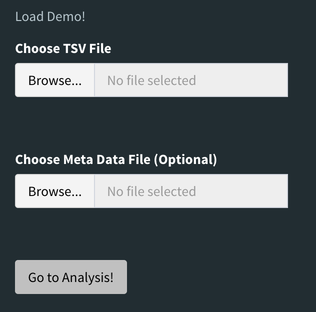 Load Demo!
Choose TSV File
Browse... No file selected
Choose Meta Data File (Optional)
Browse... No file selected
Go to Analysis!